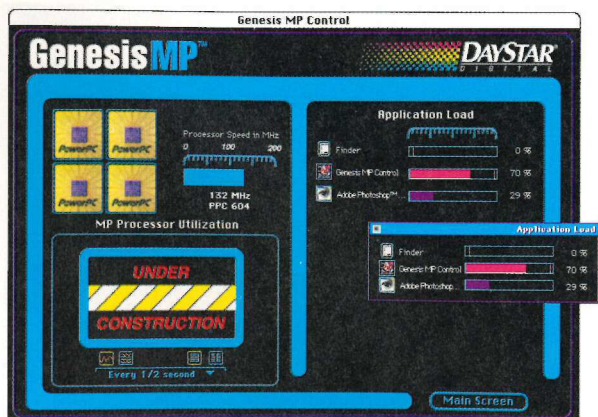 Genesis MP Control
GenesisMP™
DAYSTAR
DIGITAL
PowerPC PowerPC
PowerPC PowerPC
Processor Speed in MHz
0 100 200
132 MHz
PPC 604
MP Processor Utilization
UNDER
CONSTRUCTION
Every 1/2 second
Application Load
Finder 0 %
Genesis MP Control 70 %
Adobe Photoshop™... 29 %
Application Load
Finder 0 %
Genesis MP Control 70 %
Adobe Photoshop... 29 %
Main Screen